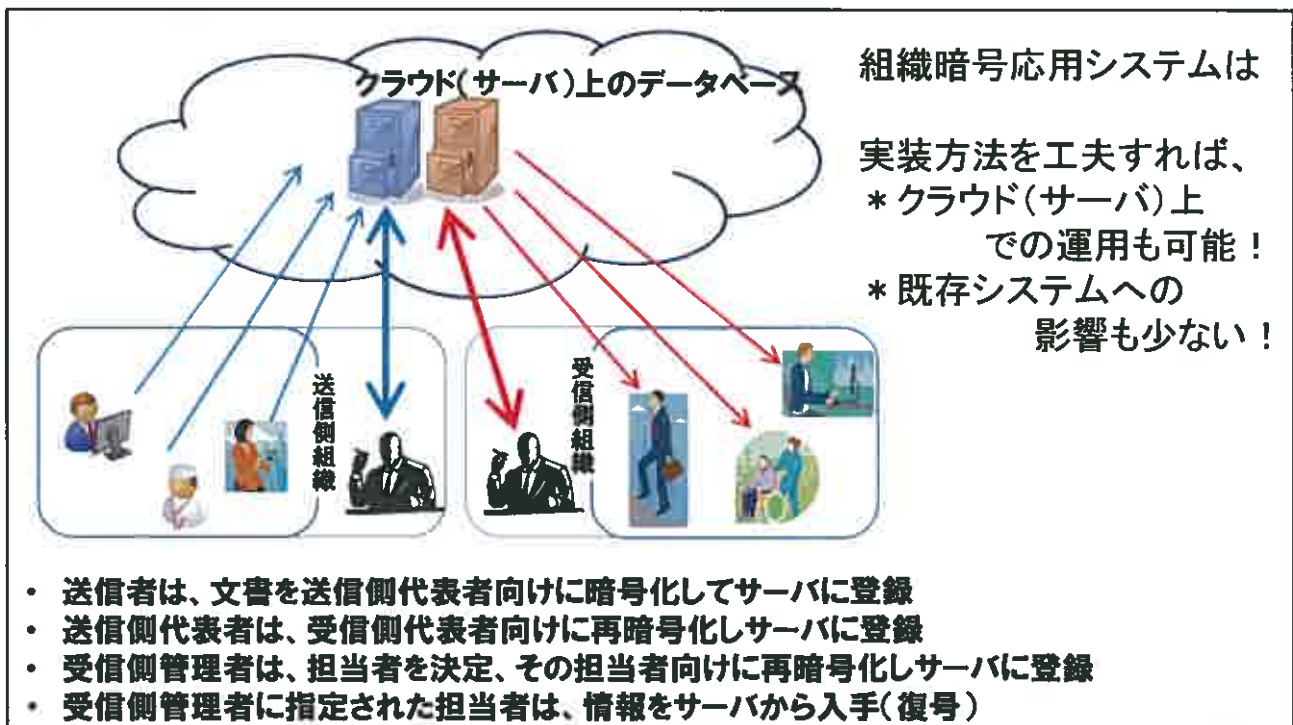 クラウド(サーバ)上のデータベース
組織暗号応用システムは
実装方法を工夫すれば、
＊クラウド(サーバ)上
での運用も可能！
＊既存システムへの
影響も少ない！
送信側組織
受信側組織
・ 送信者は、文書を送信側代表者向けに暗号化してサーバに登録
・ 送信側代表者は、受信側代表者向けに再暗号化しサーバに登録
・ 受信側管理者は、担当者を決定、その担当者向けに再暗号化しサーバに登録
・ 受信側管理者に指定された担当者は、情報をサーバから入手(復号)